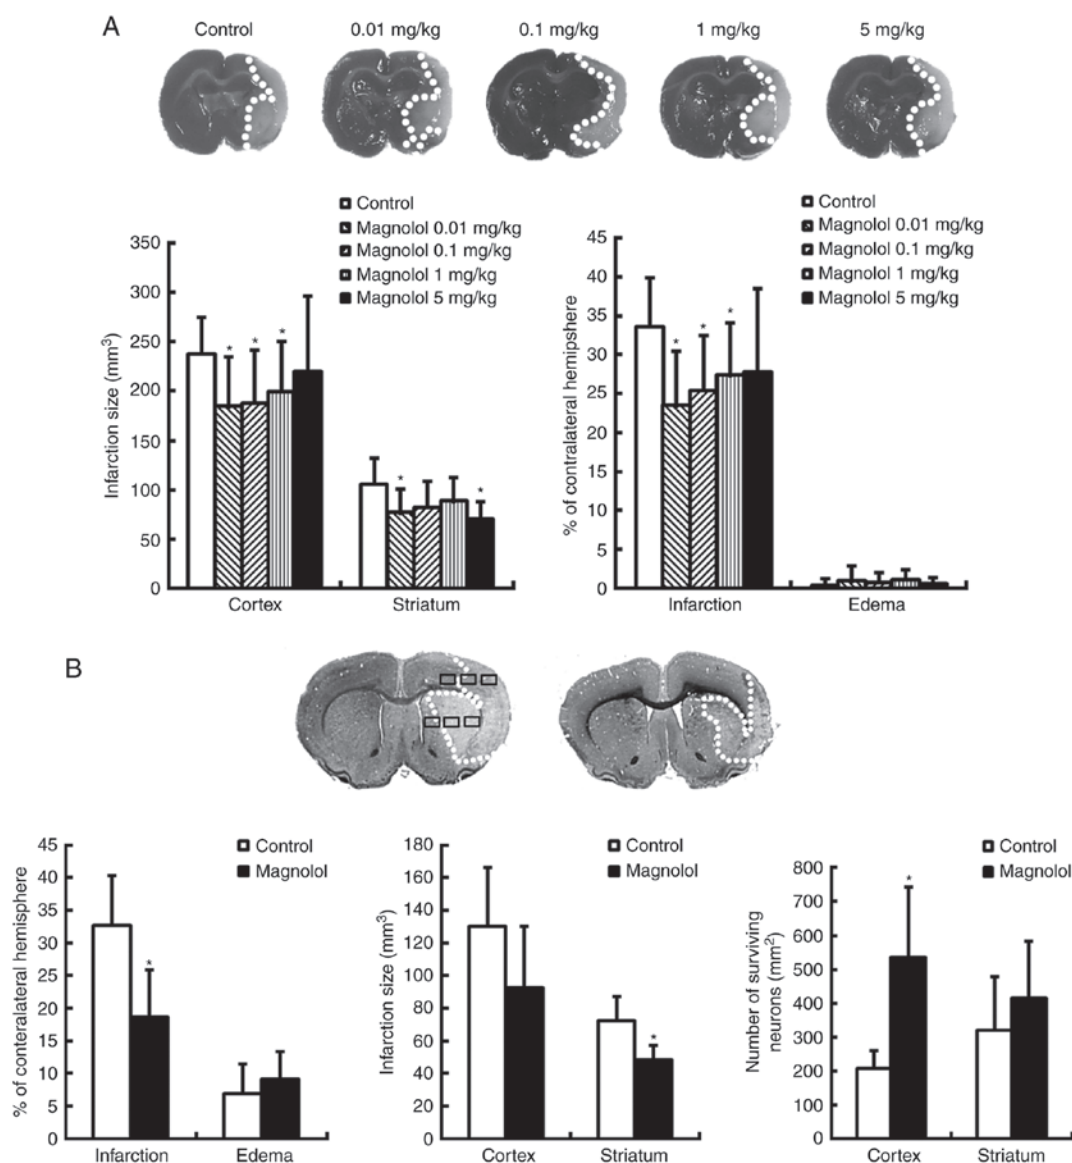 A
Control 0.01 mg/kg 0.1 mg/kg 1 mg/kg 5 mg/kg
Control
Magnolol 0.01 mg/kg
Magnolol 0.1 mg/kg
Magnolol 1 mg/kg
Magnolol 5 mg/kg
Infarction size (mm³)
350
300
250
200
150
100
50
0
* * *
* *
Cortex Striatum
Control
Magnolol 0.01 mg/kg
Magnolol 0.1 mg/kg
Magnolol 1 mg/kg
Magnolol 5 mg/kg
% of contralateral hemipshere
45
40
35
30
25
20
15
10
5
0
* * *
Infarction Edema
B
Control
Magnolol
% of conteralateral hemisphere
45
40
35
30
25
20
15
10
5
0
*
Infarction Edema
Control
Magnolol
Infarction size (mm³)
180
160
140
120
100
80
60
40
20
0
*
Cortex Striatum
Control
Magnolol
Number of surviving
neurons (mm²)
800
700
600
500
400
300
200
100
0
*
Cortex Striatum